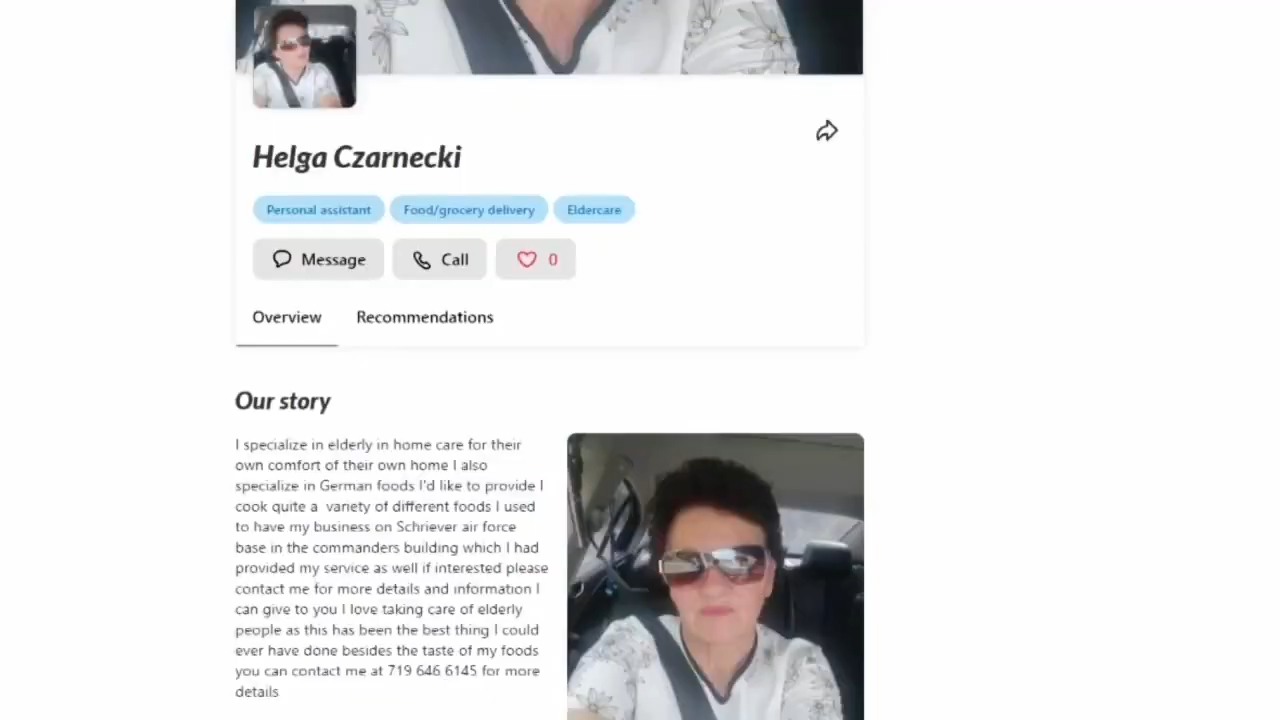 Helga Czarnecki
Personal assistant
Food/grocery delivery
Eldercare
Message
Call
0
Overview
Recommendations
Our story
I specialize in elderly in home care for their
own comfort of their own home I also
specialize in German foods I'd like to provide I
cook quite a variety of different foods I used
to have my business on Schriever air force
base in the commanders building which I had
provided my service as well if interested please
contact me for more details and information I
can give to you I love taking care of elderly
people as this has been the best thing I could
ever have done besides the taste of my foods
you can contact me at 719 646 6145 for more
details